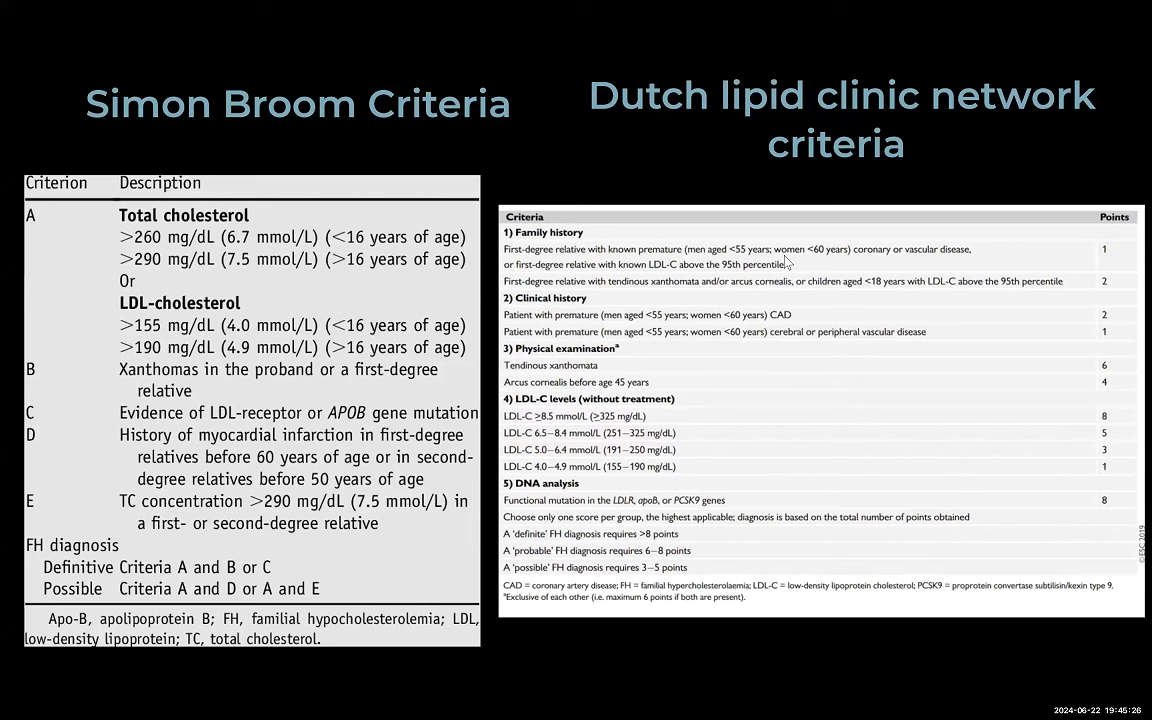 Simon Broom Criteria
Criterion Description
A Total cholesterol
>260 mg/dL (6.7 mmol/L) (<16 years of age)
>290 mg/dL (7.5 mmol/L) (>16 years of age)
Or
LDL-cholesterol
>155 mg/dL (4.0 mmol/L) (<16 years of age)
>190 mg/dL (4.9 mmol/L) (>16 years of age)
B Xanthomas in the proband or a first-degree
relative
C Evidence of LDL-receptor or APOB gene mutation
D History of myocardial infarction in first-degree
relatives before 60 years of age or in second-
degree relatives before 50 years of age
E TC concentration >290 mg/dL (7.5 mmol/L) in
a first- or second-degree relative
FH diagnosis
Definitive Criteria A and B or C
Possible Criteria A and D or A and E
Apo-B, apolipoprotein B; FH, familial hypocholesterolemia; LDL,
low-density lipoprotein; TC, total cholesterol.
Dutch lipid clinic network
criteria
Criteria Points
1) Family history
First-degree relative with known premature (men aged <55 years; women <60 years) coronary or vascular disease, 1
or first-degree relative with known LDL-C above the 95th percentile
First-degree relative with tendinous xanthomata and/or arcus cornealis, or children aged <18 years with LDL-C above the 95th percentile 2
2) Clinical history
Patient with premature (men aged <55 years; women <60 years) CAD 2
Patient with premature (men aged <55 years; women <60 years) cerebral or peripheral vascular disease 1
3) Physical examinationᵃ
Tendinous xanthomata 6
Arcus cornealis before age 45 years 4
4) LDL-C levels (without treatment)
LDL-C ≥8.5 mmol/L (≥325 mg/dL) 8
LDL-C 6.5–8.4 mmol/L (251–325 mg/dL) 5
LDL-C 5.0–6.4 mmol/L (191–250 mg/dL) 3
LDL-C 4.0–4.9 mmol/L (155–190 mg/dL) 1
5) DNA analysis
Functional mutation in the LDLR, apoB, or PCSK9 genes 8
Choose only one score per group, the highest applicable; diagnosis is based on the total number of points obtained
A ‘definite’ FH diagnosis requires >8 points
A ‘probable’ FH diagnosis requires 6–8 points
A ‘possible’ FH diagnosis requires 3–5 points
CAD = coronary artery disease; FH = familial hypercholesterolaemia; LDL-C = low-density lipoprotein cholesterol; PCSK9 = proprotein convertase subtilisin/kexin type 9.
ᵃExclusive of each other (i.e. maximum 6 points if both are present).
© ESC 2019
2024-06-22 19:45:26